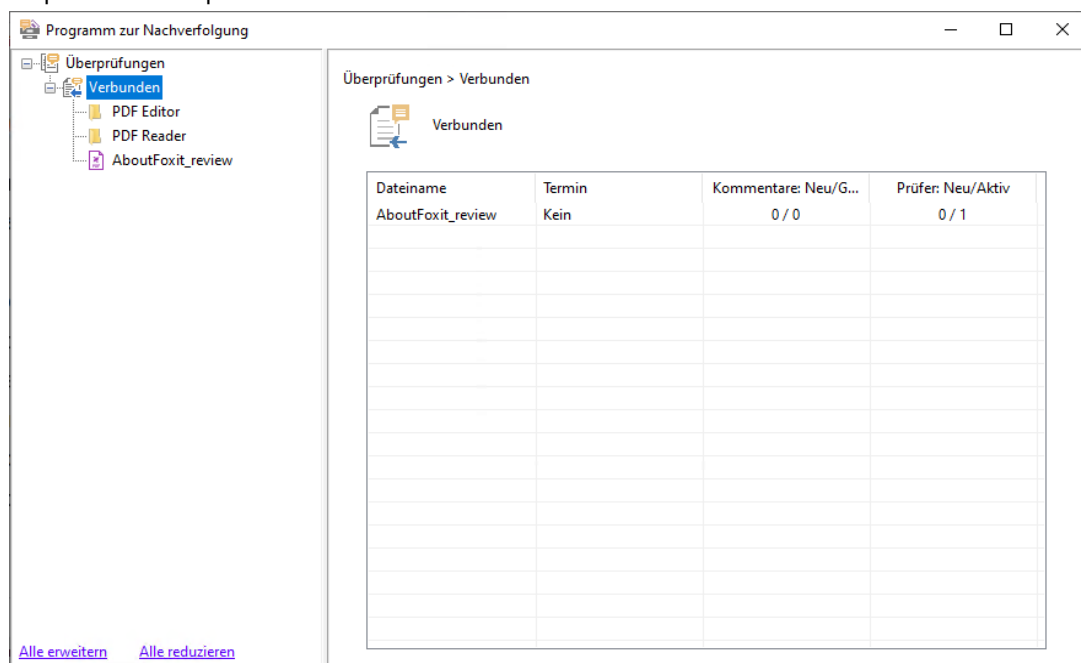 Programm zur Nachverfolgung
Überprüfungen
Verbunden
PDF Editor
PDF Reader
AboutFoxit_review
Alle erweitern Alle reduzieren
Überprüfungen > Verbunden
Verbunden
Dateiname Termin Kommentare: Neu/G... Prüfer: Neu/Aktiv
AboutFoxit_review Kein 0 / 0 0 / 1